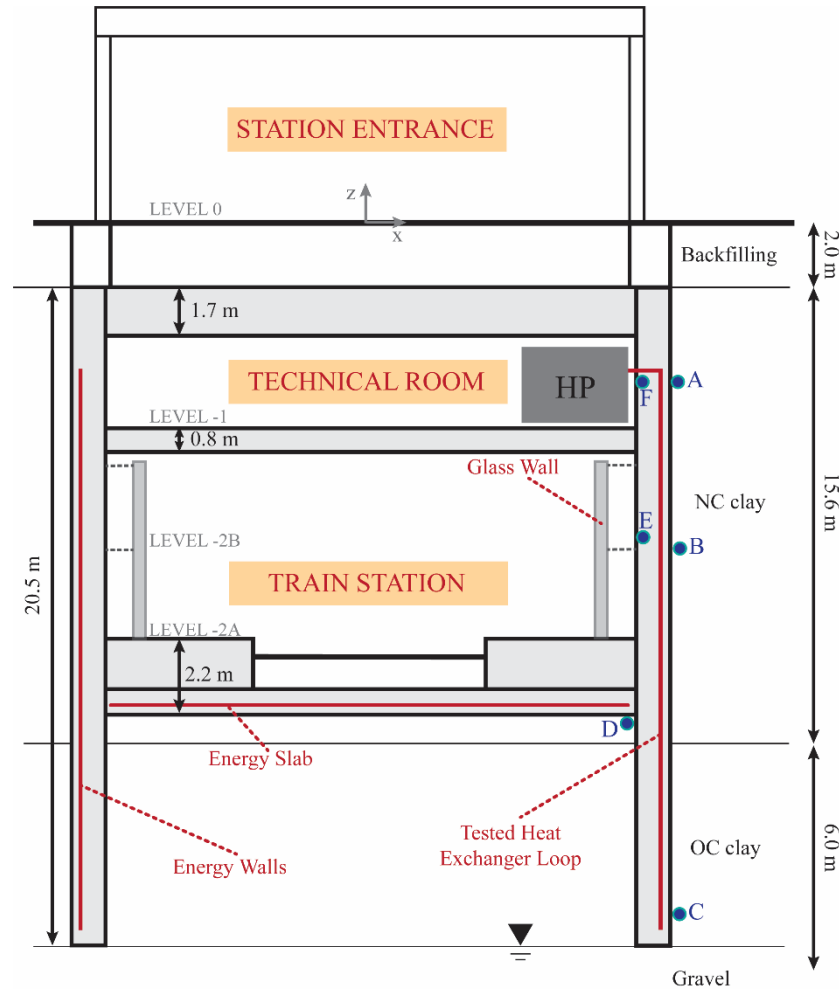 STATION ENTRANCE
LEVEL 0
z
x
2.0 m
Backfilling
1.7 m
TECHNICAL ROOM
HP
F
A
LEVEL -1
0.8 m
Glass Wall
NC clay
15.6 m
E
B
LEVEL -2B
TRAIN STATION
20.5 m
LEVEL -2A
2.2 m
D
Energy Slab
Energy Walls
Tested Heat
Exchanger Loop
OC clay
6.0 m
C
Gravel